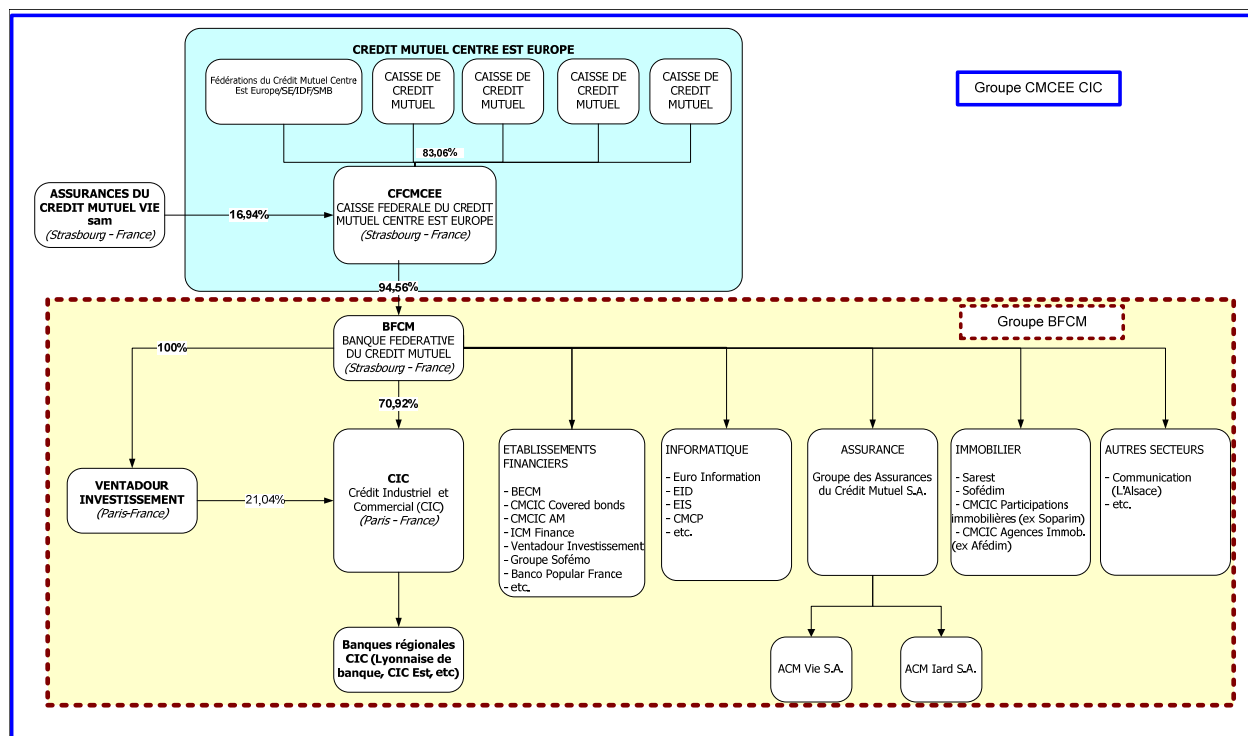 CREDIT MUTUEL CENTRE EST EUROPE
Fédérations du Crédit Mutuel Centre
Est Europe/SE/IDF/SMB
CAISSE DE
CREDIT
MUTUEL
CAISSE DE
CREDIT
MUTUEL
CAISSE DE
CREDIT
MUTUEL
CAISSE DE
CREDIT
MUTUEL
Groupe CMCEE CIC
83,06%
ASSURANCES DU
CREDIT MUTUEL VIE
sam
(Strasbourg – France)
16,94%
CFCMCEE
CAISSE FEDERALE DU CREDIT
MUTUEL CENTRE EST EUROPE
(Strasbourg – France)
94,56%
Groupe BFCM
BFCM
BANQUE FEDERATIVE
DU CREDIT MUTUEL
(Strasbourg – France)
100%
70,92%
VENTADOUR
INVESTISSEMENT
(Paris-France)
21,04%
CIC
Crédit Industriel et
Commercial (CIC)
(Paris - France)
ETABLISSEMENTS
FINANCIERS
- BECM
- CMCIC Covered bonds
- CMCIC AM
- ICM Finance
- Ventadour Investissement
- Groupe Sofémo
- Banco Popular France
- etc.
INFORMATIQUE
- Euro Information
- EID
- EIS
- CMCP
- etc.
ASSURANCE
Groupe des Assurances
du Crédit Mutuel S.A.
IMMOBILIER
- Sarest
- Sofédim
- CMCIC Participations
immobilières (ex Soparim)
- CMCIC Agences Immob.
(ex Afédim)
AUTRES SECTEURS
- Communication
(L'Alsace)
- etc.
Banques régionales
CIC (Lyonnaise de
banque, CIC Est, etc)
ACM Vie S.A.
ACM Iard S.A.